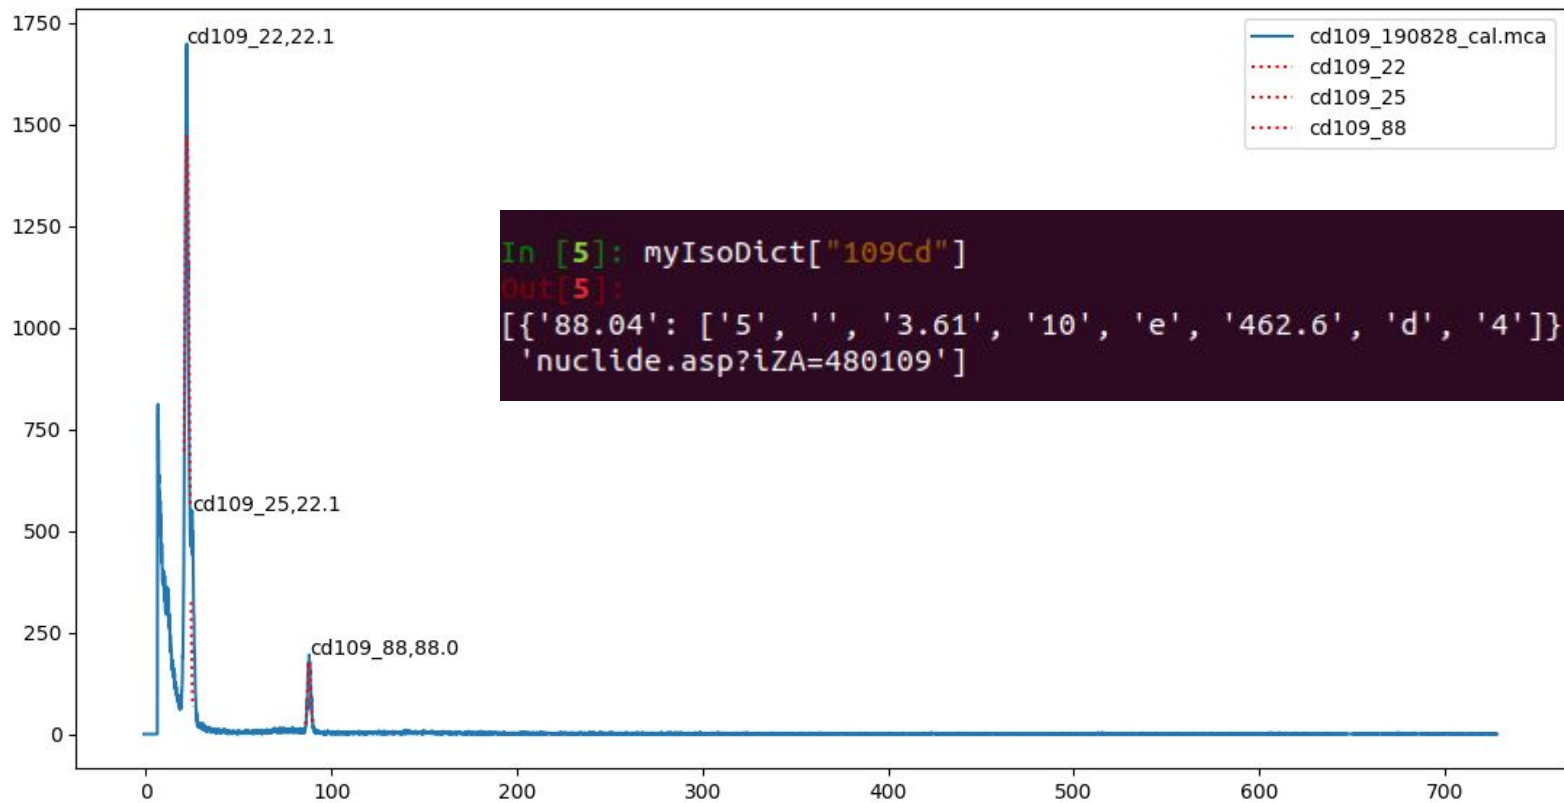 1750
1500
1250
1000
750
500
250
0
0
100
200
300
400
500
600
700
cd109_22,22.1
cd109_25,22.1
cd109_88,88.0
cd109_190828_cal.mca
cd109_22
cd109_25
cd109_88
In [5]: myIsoDict["109Cd"]
Out[5]:
[{'88.04': ['5', '', '3.61', '10', 'e', '462.6', 'd', '4']}
'nuclide.asp?iZA=480109']